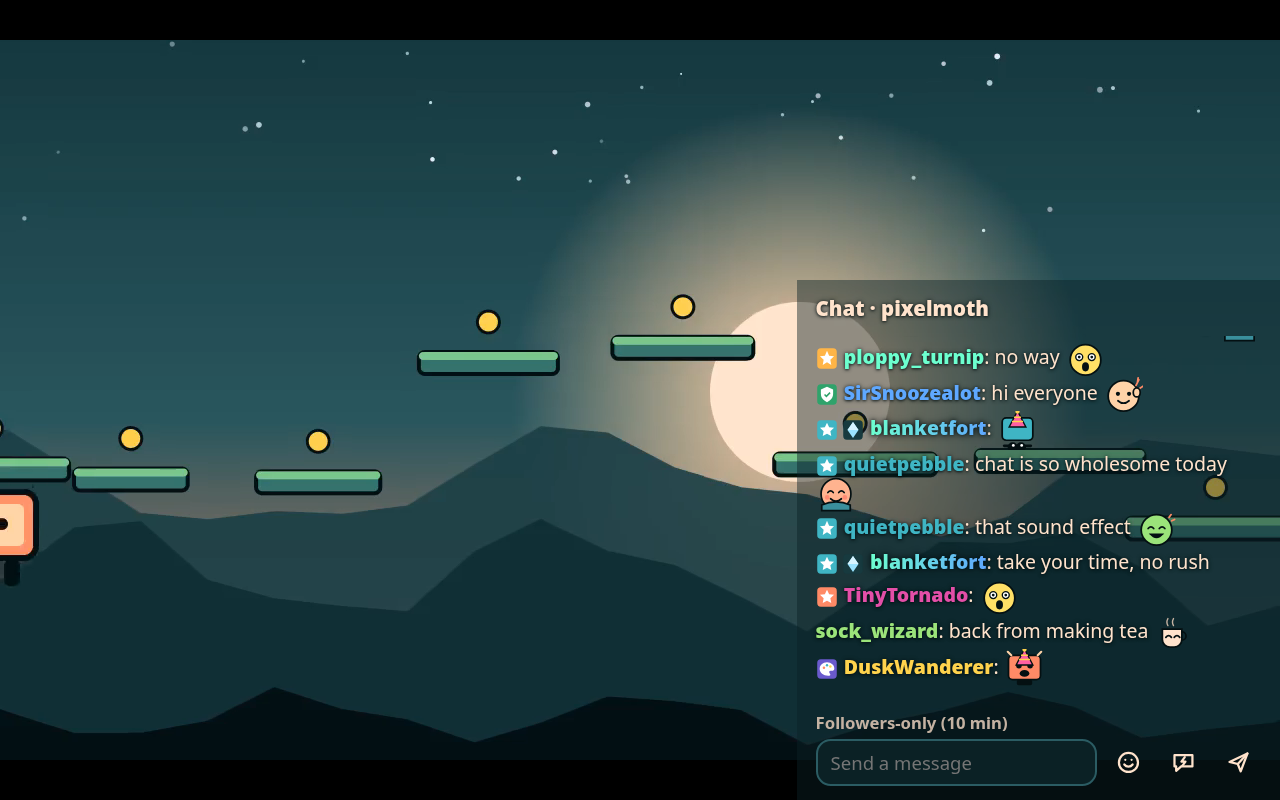 Chat · pixelmoth
ploppy_turnip: no way
SirSnoozealot: hi everyone
blanketfort:
quietpebble: chat is so wholesome today
quietpebble: that sound effect
blanketfort: take your time, no rush
TinyTornado:
sock_wizard: back from making tea
DuskWanderer:
Followers-only (10 min)
Send a message